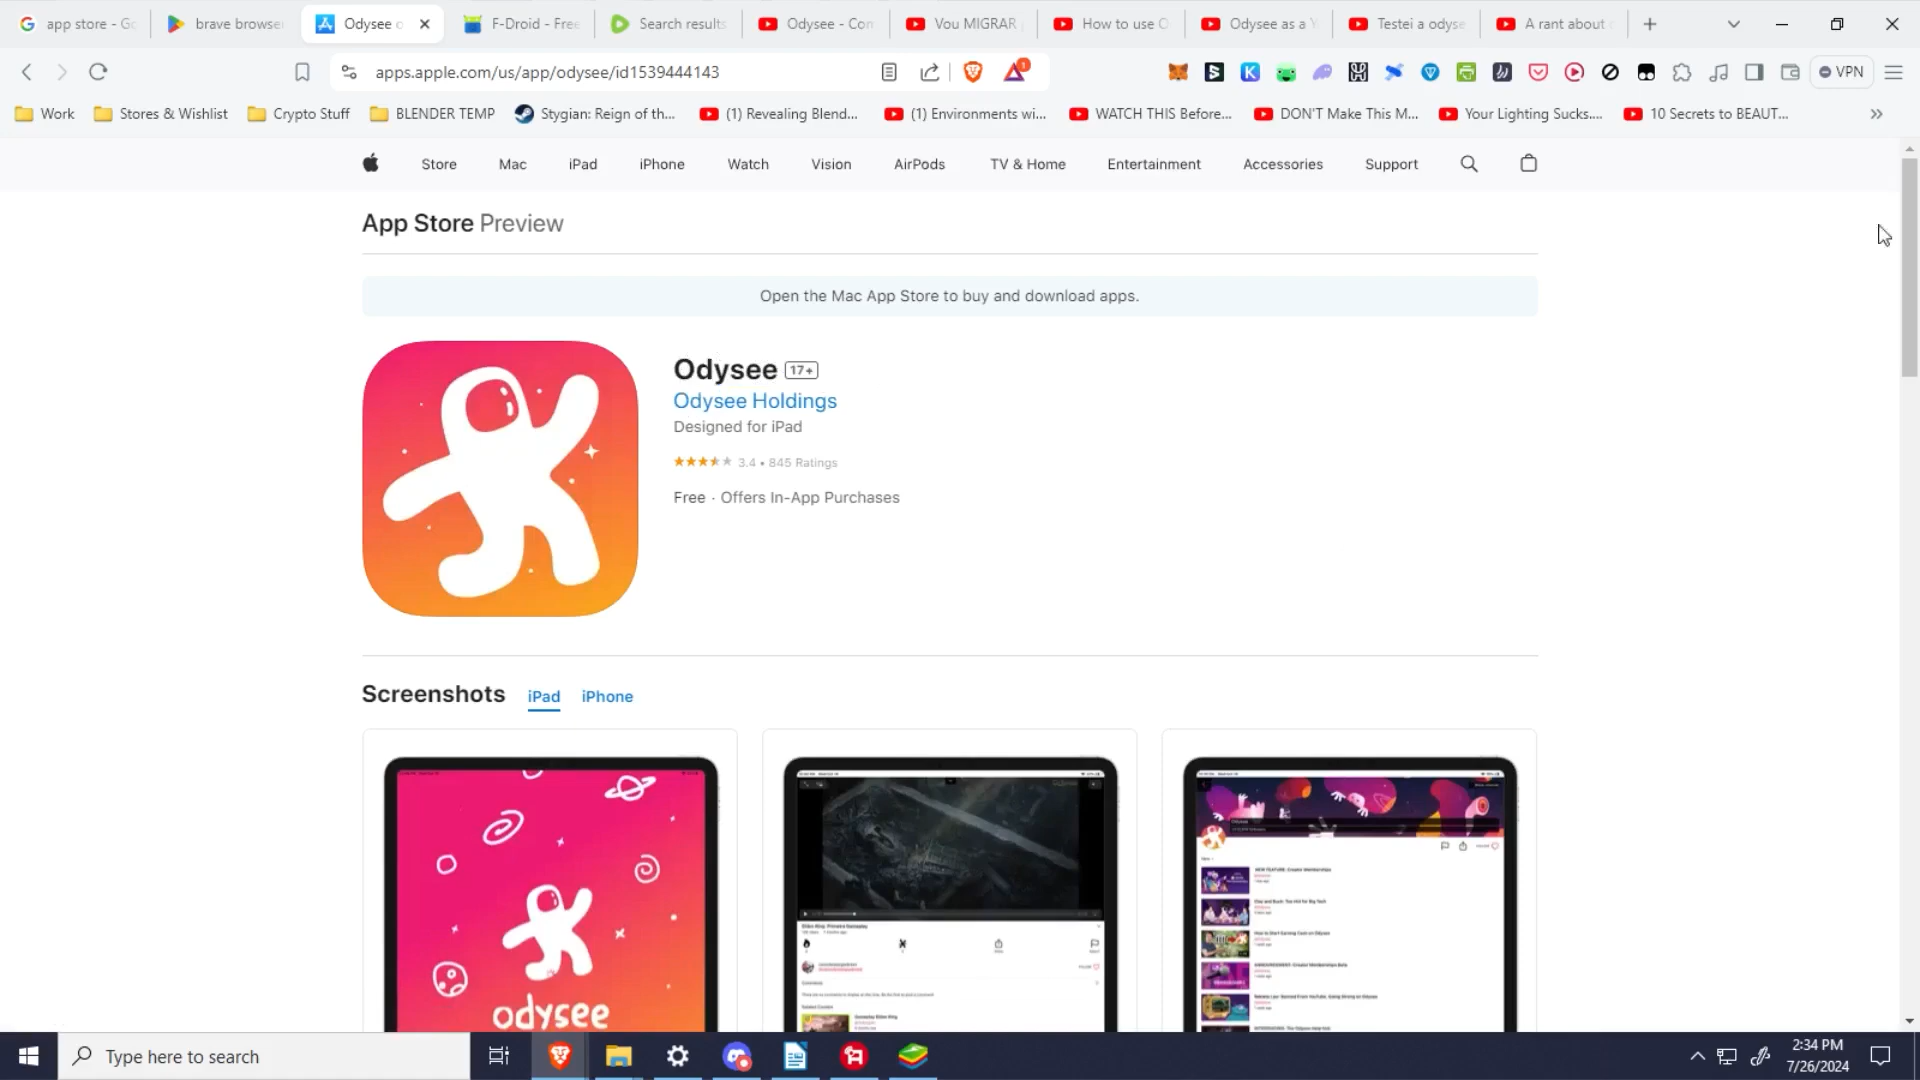 app store - Go
brave browser
Odysee o
F-Droid - Free
Search results
Odysee - Con
Vou MIGRAR
How to use O
Odysee as a Y
Testei a odyse
A rant about
apps.apple.com/us/app/odysee/id1539444143
1
VPN
Work
Stores & Wishlist
Crypto Stuff
BLENDER TEMP
Stygian: Reign of th...
(1) Revealing Blend...
(1) Environments wi...
WATCH THIS Before...
DON'T Make This M...
Your Lighting Sucks....
10 Secrets to BEAUT...
Store
Mac
iPad
iPhone
Watch
Vision
AirPods
TV & Home
Entertainment
Accessories
Support
App Store Preview
Open the Mac App Store to buy and download apps.
Odysee 17+
Odysee Holdings
Designed for iPad
3.4 • 845 Ratings
Free · Offers In-App Purchases
Screenshots
iPad
iPhone
odysee
Type here to search
2:34 PM
7/26/2024